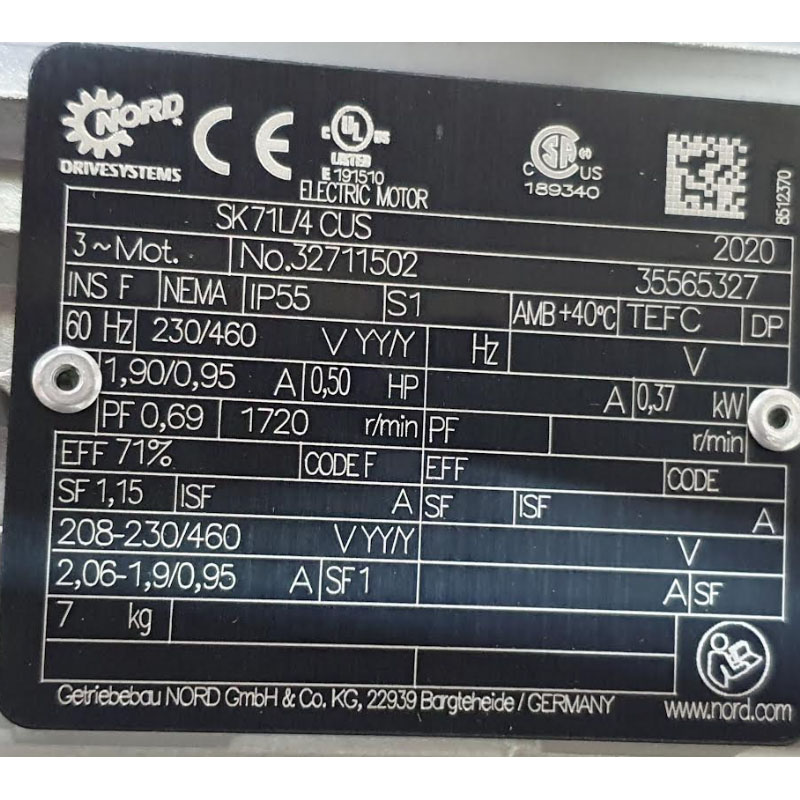 NORD®
DRIVESYSTEMS
CE
C UL US
LISTED
E 191510
CSA ®
C US
189340
8512370
ELECTRIC MOTOR
SK71L/4 CUS
3~Mot. No.32711502 2020
35565327
INS F NEMA IP55 S1 AMB+40°C TEFC DP
60 Hz 230/460 V YY/Y Hz V
1,90/0,95 A 0,50 HP A 0,37 kW
PF 0,69 1720 r/min PF r/min
EFF 71% CODE F EFF CODE
SF 1,15 ISF A SF ISF A
208-230/460 V YY/Y V
2,06-1,9/0,95 A SF 1 A SF
7 kg
Getriebebau NORD GmbH & Co. KG, 22939 Bargteheide / GERMANY www.nord.com